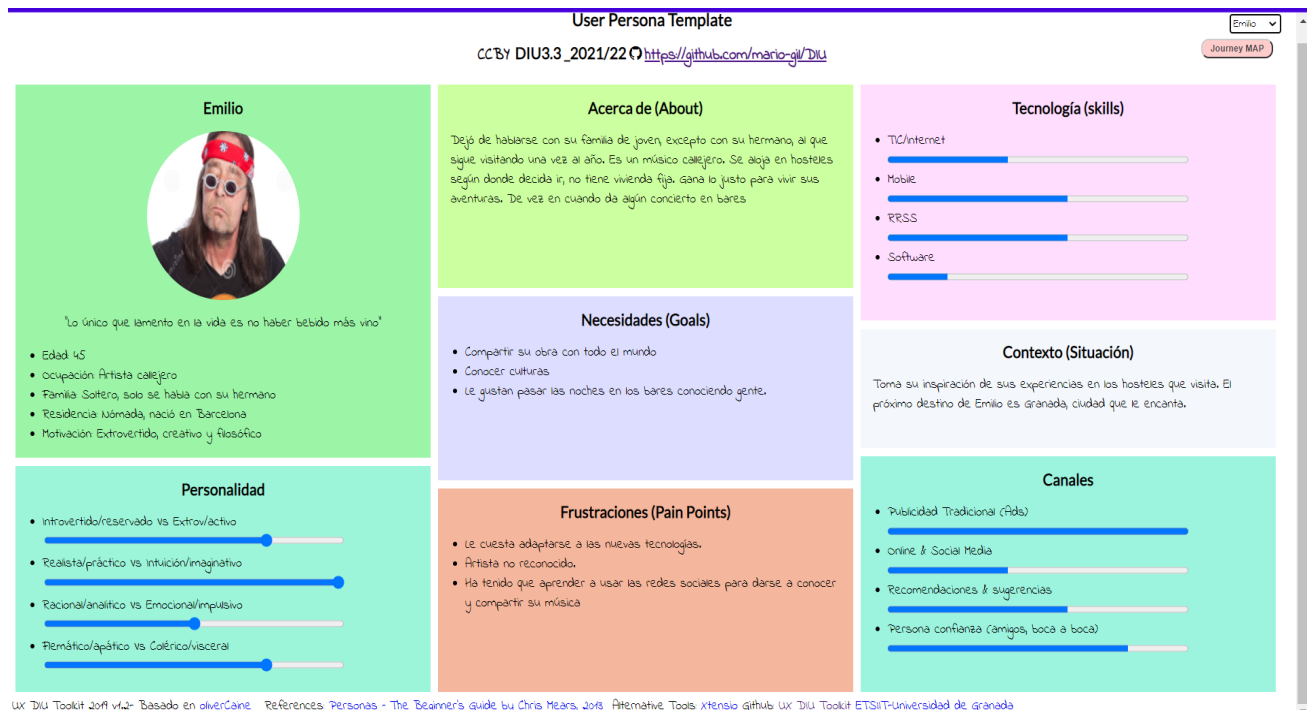 User Persona Template
Emilio
CCBY DIU3.3_2021/22 https://github.com/mario-gil/DIU
Journey MAP
Emilio
"Lo único que lamento en la vida es no haber bebido más vino"
Edad: 45
Ocupación: Artista callejero
Familia: Soltero, solo se habla con su hermano
Residencia: Nómada, nació en Barcelona
Motivación: Extrovertido, creativo y filosófico
Personalidad
Introvertido/reservado Vs Extrov/activo
Realista/práctico Vs Intuición/imaginativo
Racional/analítico Vs Emocional/impulsivo
Flemático/apático Vs Colérico/visceral
Acerca de (About)
Dejó de hablarse con su familia de joven, excepto con su hermano, al que
sigue visitando una vez al año. Es un músico callejero. Se aloja en hosteles
según donde decida ir, no tiene vivienda fija. Gana lo justo para vivir sus
aventuras. De vez en cuando da algún concierto en bares
Necesidades (Goals)
Compartir su obra con todo el mundo
Conocer culturas
Le gustan pasar las noches en los bares conociendo gente.
Frustraciones (Pain Points)
Le cuesta adaptarse a las nuevas tecnologías.
Artista no reconocido.
Ha tenido que aprender a usar las redes sociales para darse a conocer
y compartir su música
Tecnología (skills)
TIC/Internet
Mobile
RRSS
Software
Contexto (Situación)
Toma su inspiración de sus experiencias en los hosteles que visita. El
próximo destino de Emilio es Granada, ciudad que le encanta.
Canales
Publicidad Tradicional (Ads)
Online & Social Media
Recomendaciones & sugerencias
Persona confianza (amigos, boca a boca)
UX DIU Toolkit 2019 v1.2- Basado en oliverCaine References: Personas - The Beginner's Guide by Chris Mears, 2013 Alternative Tools: Xtensio Github: UX DIU Toolkit ETSIIT-Universidad de Granada